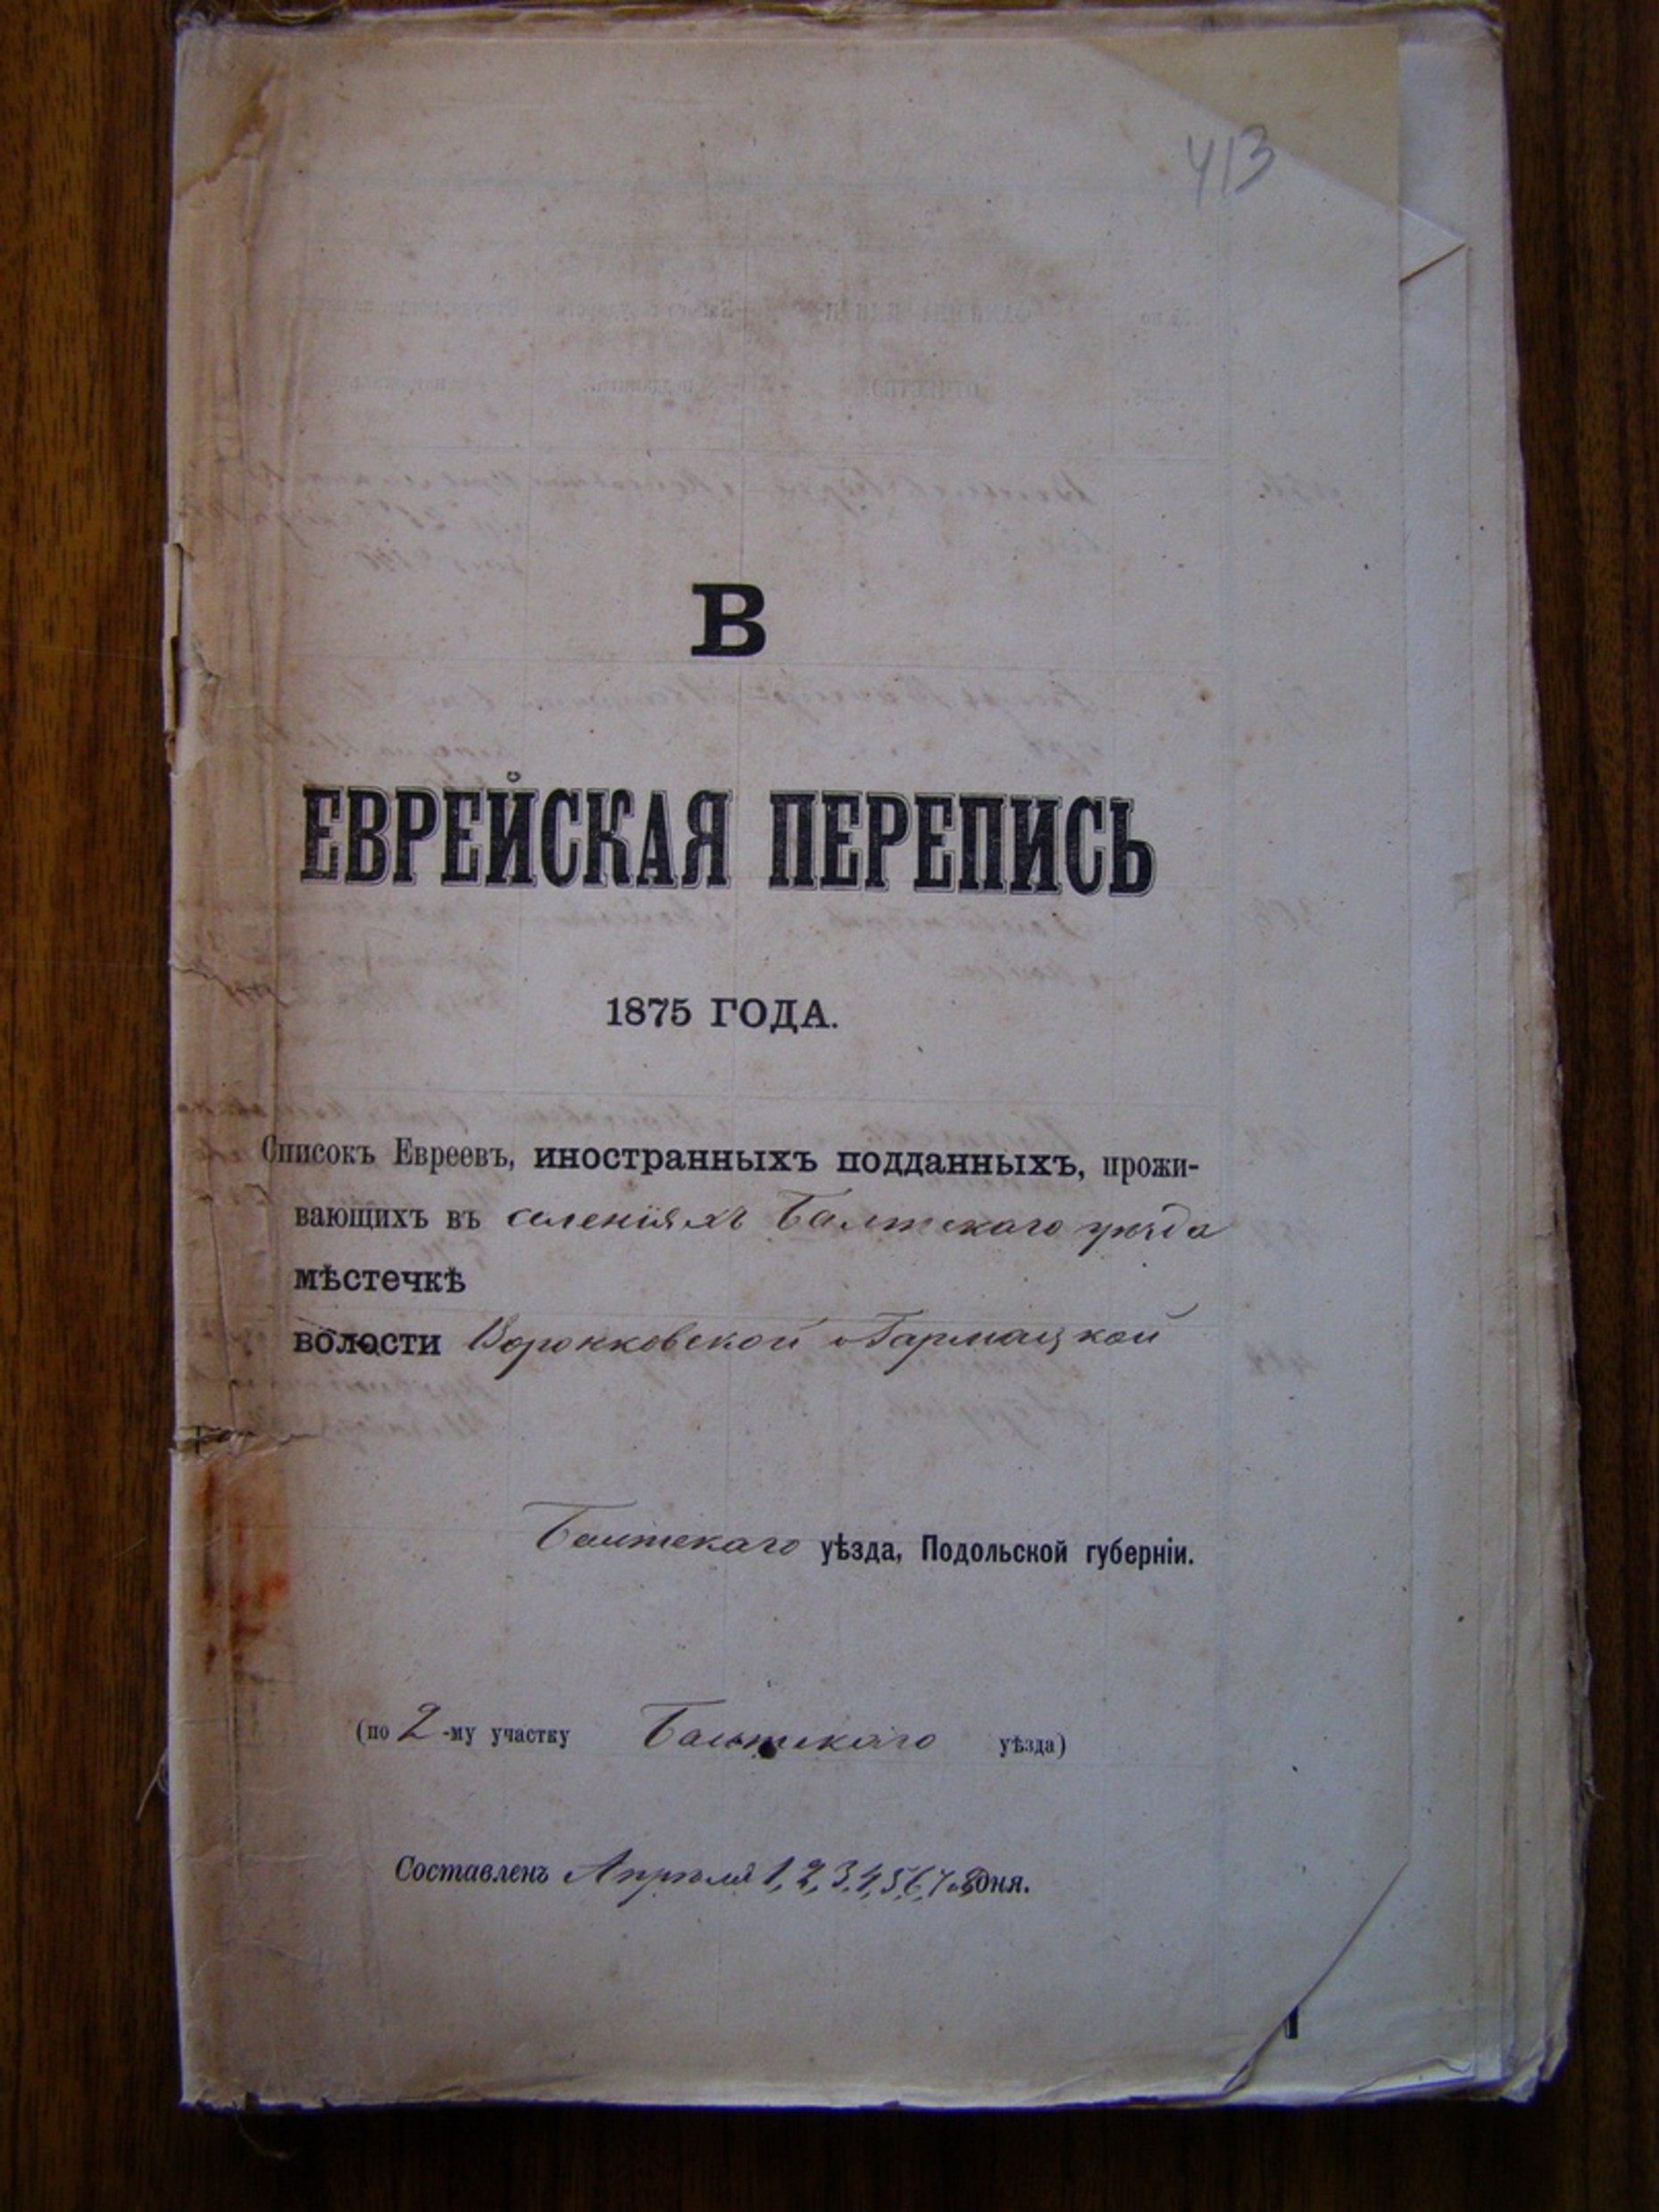 413
В
ЕВРЕЙСКАЯ ПЕРЕПИСЬ
1875 ГОДА.
Списокъ Евреевъ, иностранныхъ подданныхъ, прожи-
вающихъ въ селеніяхъ Балтскаго уѣзда
мѣстечкѣ
волости Воронковской и Гармацкой
Балтскаго уѣзда, Подольской губерніи.
(по 2-му участку Балтскаго уѣзда)
Составленъ Апрѣля 1, 2, 3, 4, 5, 6, 7 и 8 дня.